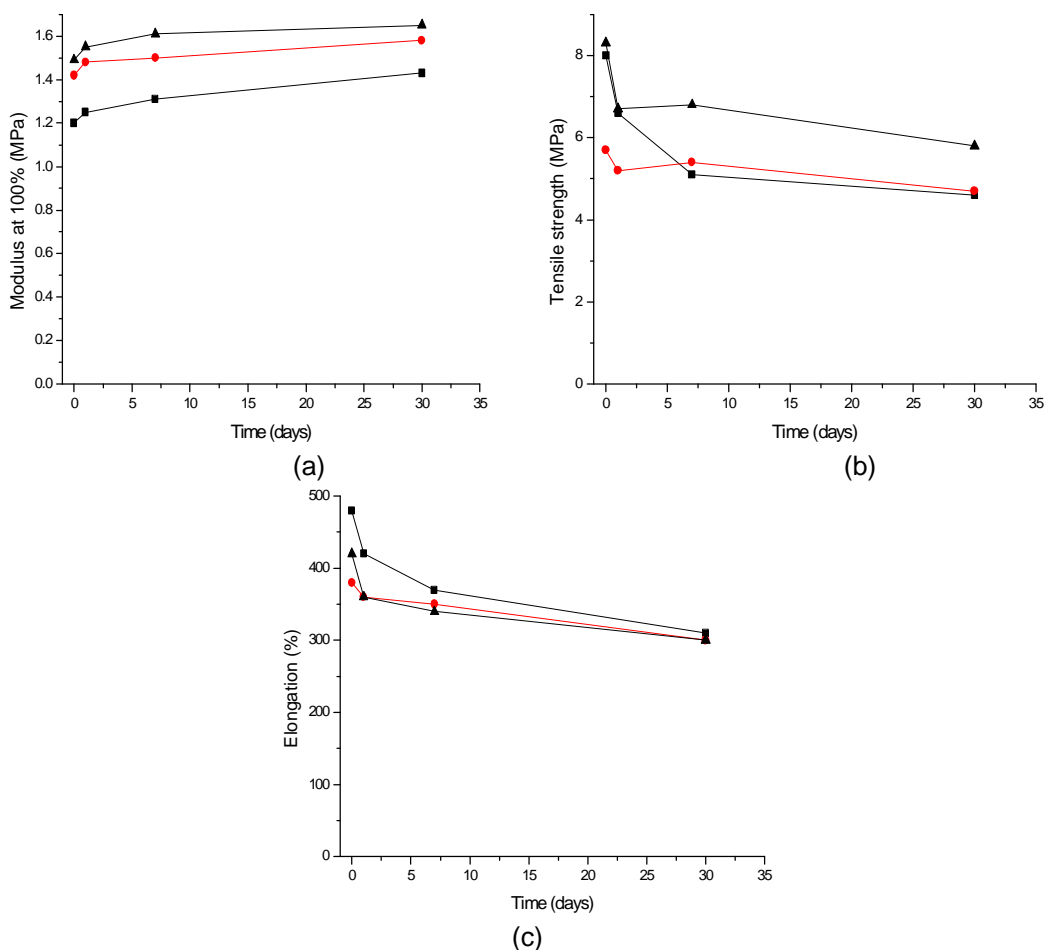 Modulus at 100% (MPa)
1.6
1.4
1.2
1.0
0.8
0.6
0.4
0.2
0.0
0 5 10 15 20 25 30 35
Time (days)
(a)
Tensile strength (MPa)
8
6
4
2
0
0 5 10 15 20 25 30 35
Time (days)
(b)
Elongation (%)
500
400
300
200
100
0
0 5 10 15 20 25 30 35
Time (days)
(c)